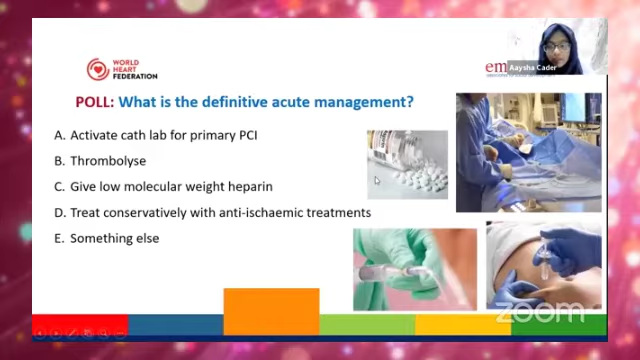 WORLD
HEART
FEDERATION
em
Aaysha Cader
POLL: What is the definitive acute management?
A. Activate cath lab for primary PCI
B. Thrombolyse
C. Give low molecular weight heparin
D. Treat conservatively with anti-ischaemic treatments
E. Something else
zoom